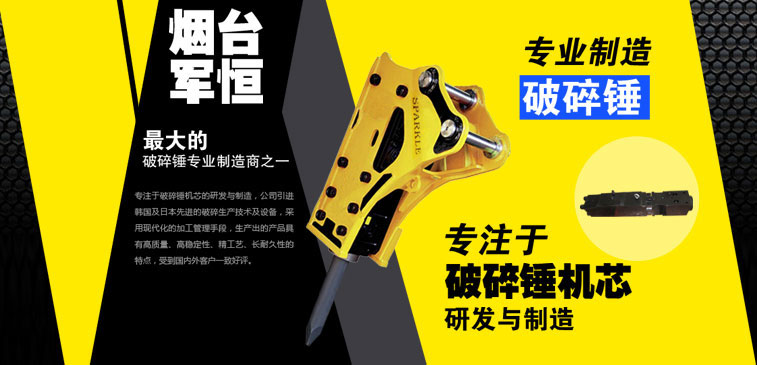 烟台
军恒
最大的
破碎锤专业制造商之一
专注于破碎锤机芯的研发与制造，公司引进
韩国及日本先进的破碎生产技术及设备，采
用现代化的加工管理手段，生产出的产品具
有高质量、高稳定性、精工艺、长耐久性的
特点，受到国内外客户一致好评。
SPARKLE
专业制造
破碎锤
专注于
破碎锤机芯
研发与制造